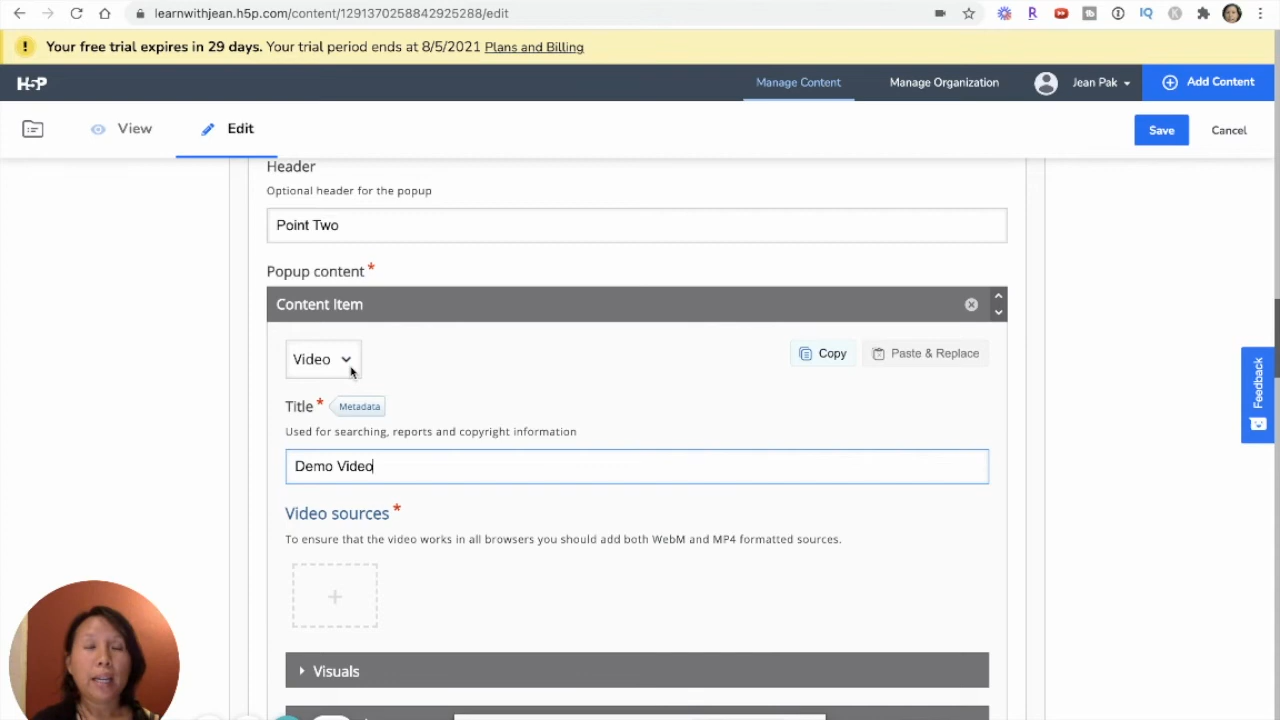 learnwithjean.h5p.com/content/1291370258842925288/edit
Your free trial expires in 29 days. Your trial period ends at 8/5/2021 Plans and Billing
H5P
Manage Content
Manage Organization
Jean Pak
Add Content
View
Edit
Save
Cancel
Header
Optional header for the popup
Point Two
Popup content *
Content Item
Video
Copy
Paste & Replace
Title * Metadata
Used for searching, reports and copyright information
Demo Video
Video sources *
To ensure that the video works in all browsers you should add both WebM and MP4 formatted sources.
+
Visuals
Feedback